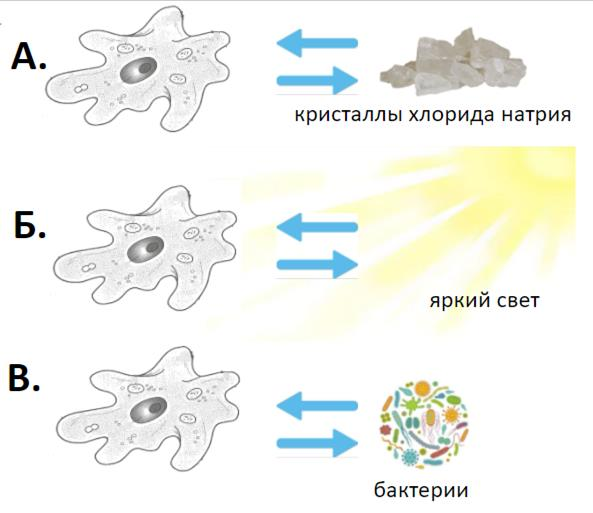 А.
кристаллы хлорида натрия
Б.
яркий свет
В.
бактерии